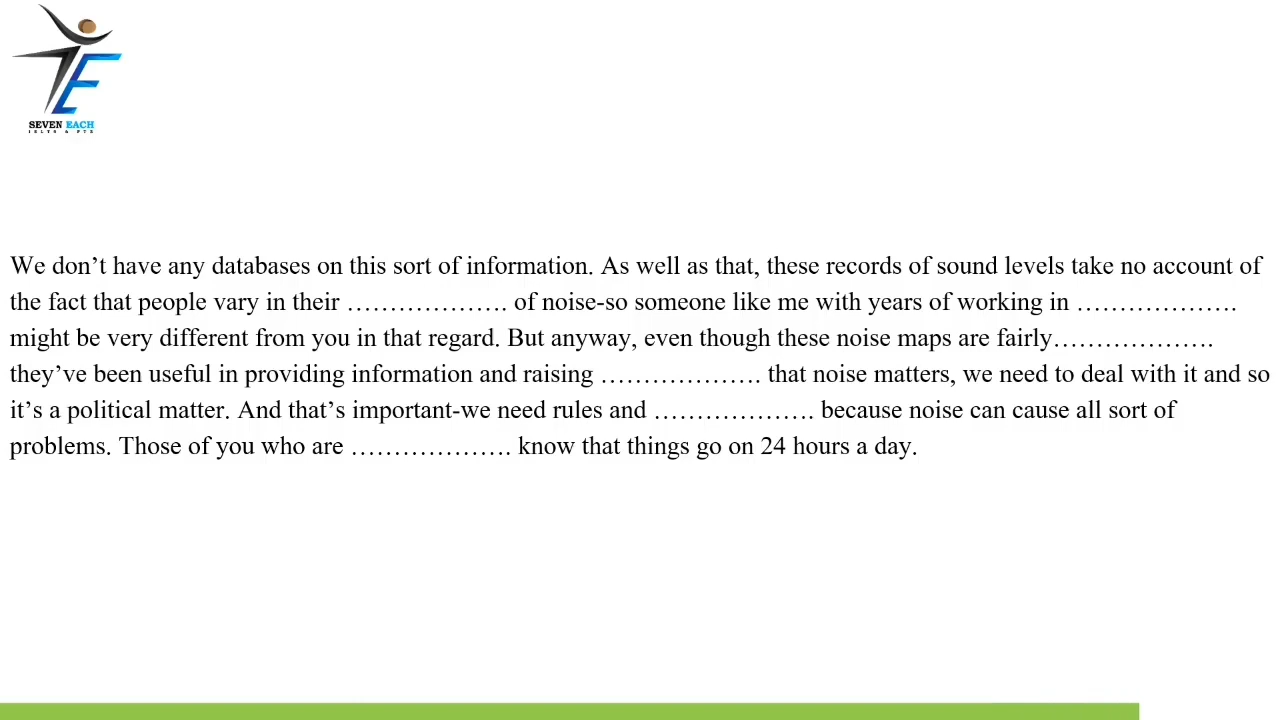 SEVEN EACH
IELTS & PTE
We don’t have any databases on this sort of information. As well as that, these records of sound levels take no account of
the fact that people vary in their ………………. of noise-so someone like me with years of working in ……………….
might be very different from you in that regard. But anyway, even though these noise maps are fairly……………….
they’ve been useful in providing information and raising ………………. that noise matters, we need to deal with it and so
it’s a political matter. And that’s important-we need rules and ………………. because noise can cause all sort of
problems. Those of you who are ………………. know that things go on 24 hours a day.